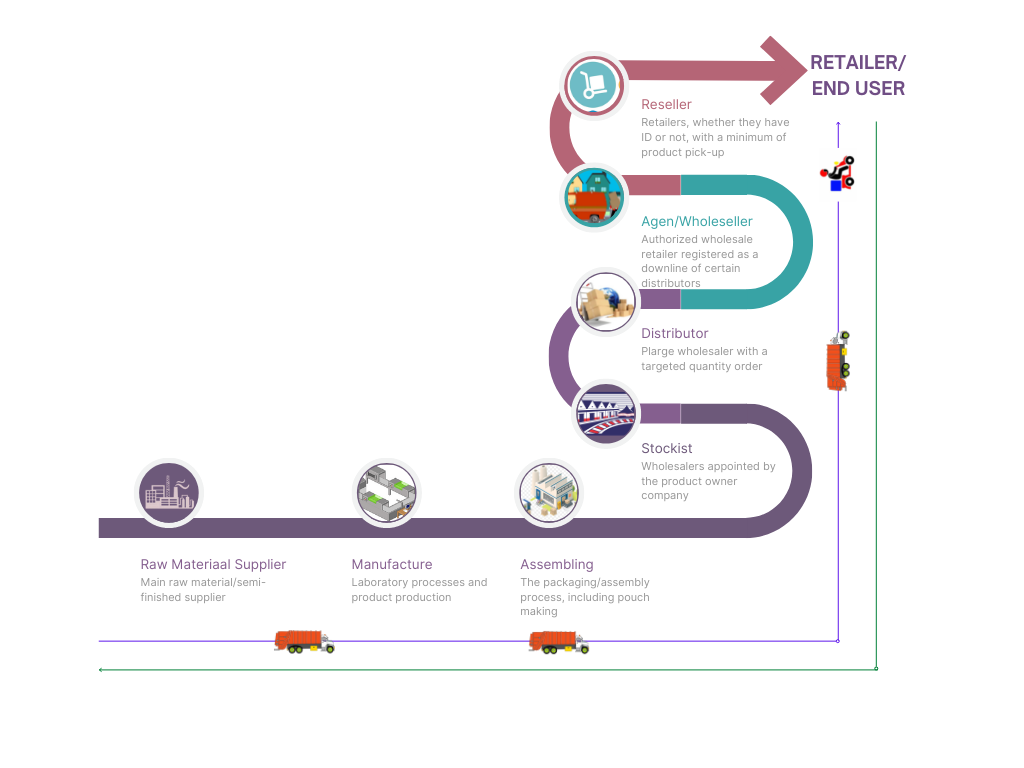 RETAILER/
END USER
Reseller
Retailers, whether they have
ID or not, with a minimum of
product pick-up
Agen/Wholeseller
Authorized wholesale
retailer registered as a
downline of certain
distributors
Distributor
Plarge wholesaler with a
targeted quantity order
Stockist
Wholesalers appointed by
the product owner
company
Raw Materiaal Supplier
Main raw material/semi-
finished supplier
Manufacture
Laboratory processes and
product production
Assembling
The packaging/assembly
process, including pouch
making